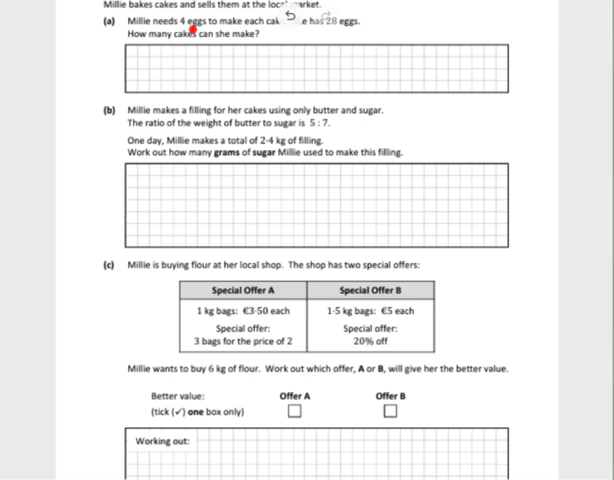 Millie bakes cakes and sells them at the local market.
(a) Millie needs 4 eggs to make each has 28 eggs.
How many cakes can she make?
(b) Millie makes a filling for her cakes using only butter and sugar.
The ratio of the weight of butter to sugar is 5 : 7.
One day, Millie makes a total of 2·4 kg of filling.
Work out how many grams of sugar Millie used to make this filling.
(c) Millie is buying flour at her local shop. The shop has two special offers:
Special Offer A Special Offer B
1 kg bags: €3·50 each 1·5 kg bags: €5 each
Special offer: Special offer:
3 bags for the price of 2 20% off
Millie wants to buy 6 kg of flour. Work out which offer, A or B, will give her the better value.
Better value: Offer A Offer B
(tick (✓) one box only)
Working out: